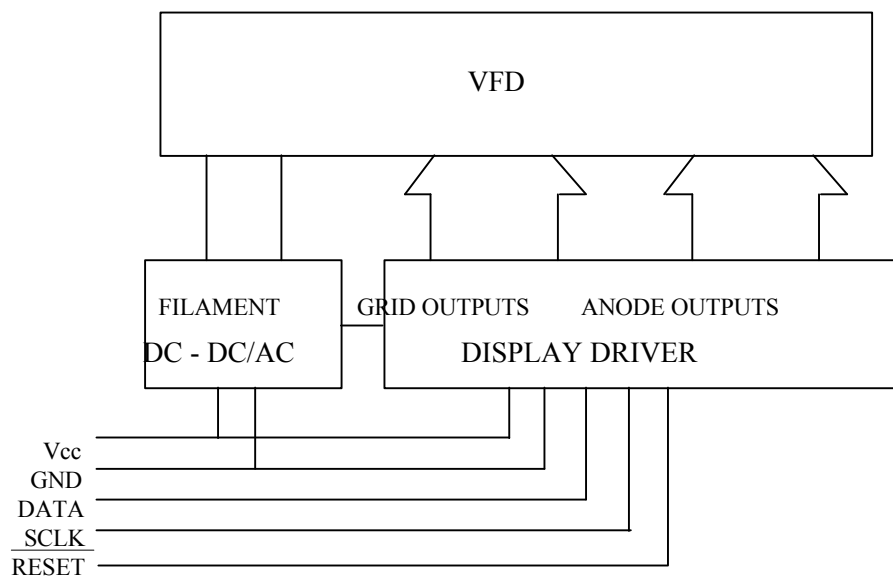 VFD
FILAMENT GRID OUTPUTS ANODE OUTPUTS
DC - DC/AC DISPLAY DRIVER
Vcc
GND
DATA
SCLK
RESET